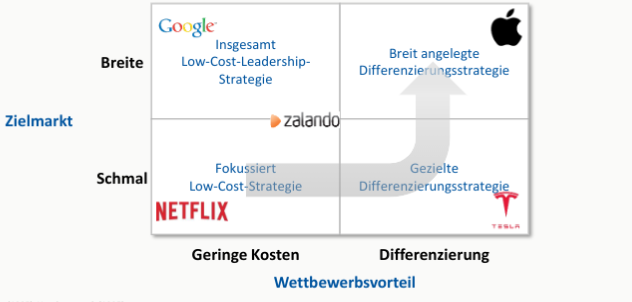 Google
Insgesamt
Low-Cost-Leadership-
Strategie
Breit angelegte
Differenzierungsstrategie
Breite
Zielmarkt
zalando
Schmal
Fokussiert
Low-Cost-Strategie
Gezielte
Differenzierungsstrategie
NETFLIX
TESLA
Geringe Kosten
Differenzierung
Wettbewerbsvorteil